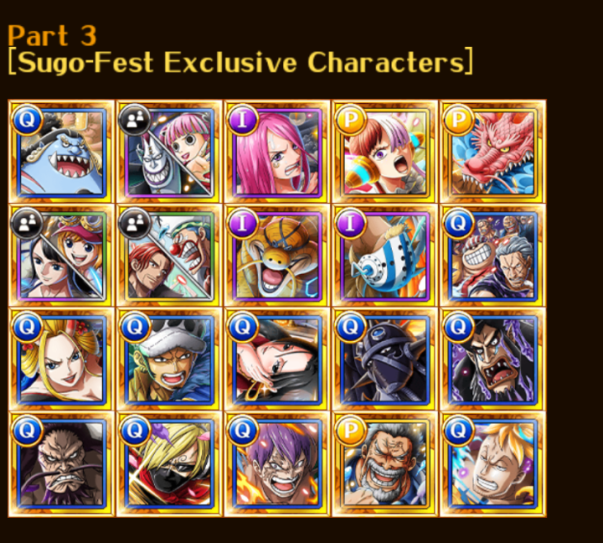 Part 3
[Sugo-Fest Exclusive Characters]
Q I P P
I I Q
Q Q Q Q Q
Q Q Q P Q